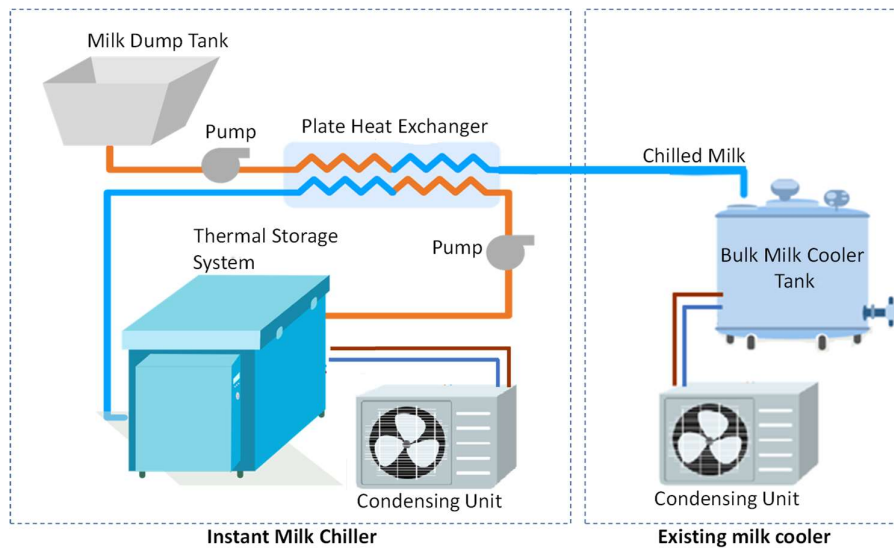 Milk Dump Tank
Pump
Plate Heat Exchanger
Chilled Milk
Thermal Storage
System
Pump
Bulk Milk Cooler
Tank
Condensing Unit
Condensing Unit
Instant Milk Chiller
Existing milk cooler